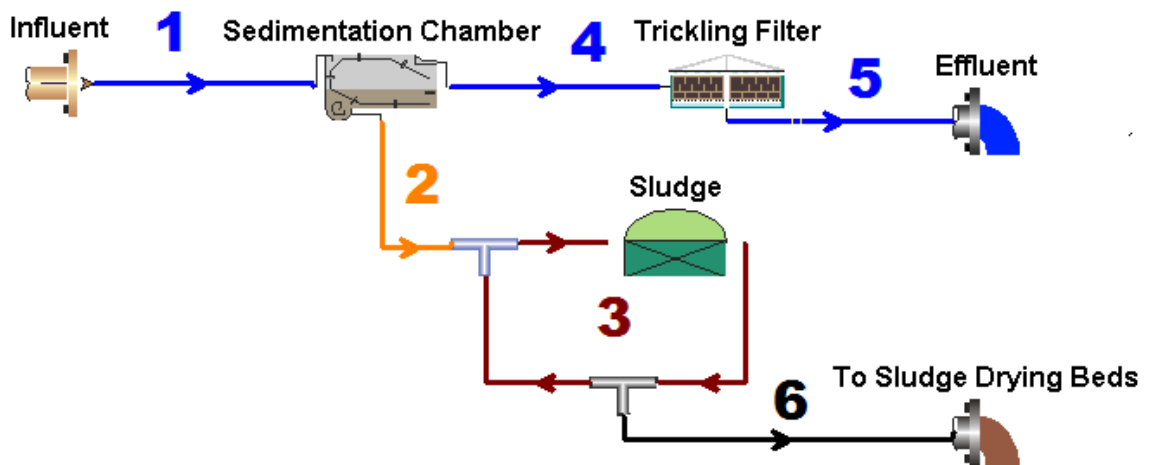 Influent
1
Sedimentation Chamber
4
Trickling Filter
5
Effluent
2
Sludge
3
6
To Sludge Drying Beds